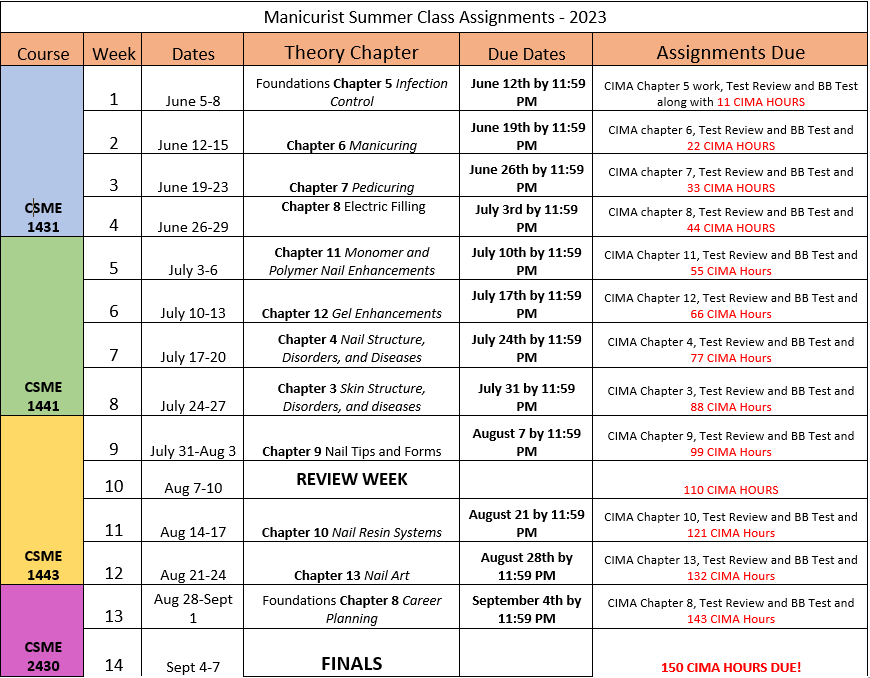 Manicurist Summer Class Assignments - 2023
Course Week Dates Theory Chapter Due Dates Assignments Due
CSME
1431
1 June 5-8 Foundations Chapter 5 Infection
Control
June 12th by 11:59
PM
CIMA Chapter 5 work, Test Review and BB Test
along with 11 CIMA HOURS
2 June 12-15 Chapter 6 Manicuring
June 19th by 11:59
PM
CIMA chapter 6, Test Review and BB Test and
22 CIMA HOURS
3 June 19-23 Chapter 7 Pedicuring
June 26th by 11:59
PM
CIMA chapter 7, Test Review and BB Test and
33 CIMA HOURS
4 June 26-29 Chapter 8 Electric Filling
July 3rd by 11:59
PM
CIMA chapter 8, Test Review and BB Test and
44 CIMA HOURS
CSME
1441
5 July 3-6 Chapter 11 Monomer and
Polymer Nail Enhancements
July 10th by 11:59
PM
CIMA Chapter 11, Test Review and BB Test and
55 CIMA Hours
6 July 10-13 Chapter 12 Gel Enhancements
July 17th by 11:59
PM
CIMA Chapter 12, Test Review and BB Test and
66 CIMA Hours
7 July 17-20 Chapter 4 Nail Structure,
Disorders, and Diseases
July 24th by 11:59
PM
CIMA Chapter 4, Test Review and BB Test and
77 CIMA Hours
8 July 24-27 Chapter 3 Skin Structure,
Disorders, and diseases
July 31 by 11:59
PM
CIMA Chapter 3, Test Review and BB Test and
88 CIMA Hours
CSME
1443
9 July 31-Aug 3 Chapter 9 Nail Tips and Forms
August 7 by 11:59
PM
CIMA Chapter 9, Test Review and BB Test and
99 CIMA Hours
10 Aug 7-10 REVIEW WEEK
110 CIMA HOURS
11 Aug 14-17 Chapter 10 Nail Resin Systems
August 21 by 11:59
PM
CIMA Chapter 10, Test Review and BB Test and
121 CIMA Hours
12 Aug 21-24 Chapter 13 Nail Art
August 28th by
11:59 PM
CIMA Chapter 13, Test Review and BB Test and
132 CIMA Hours
CSME
2430
13 Aug 28-Sept
1
Foundations Chapter 8 Career
Planning
September 4th by
11:59 PM
CIMA Chapter 8, Test Review and BB Test and
143 CIMA Hours
14 Sept 4-7 FINALS
150 CIMA HOURS DUE!